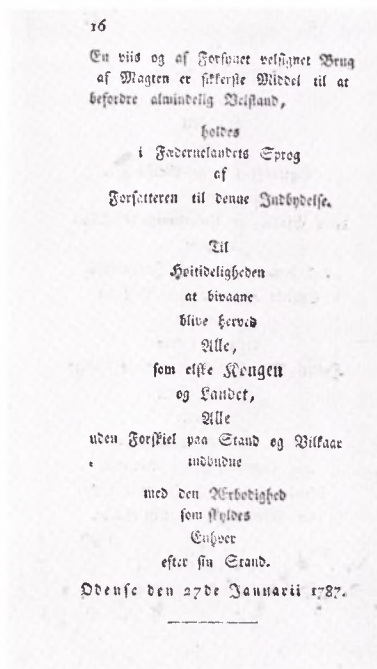 16
En viis og af Forsynet velsignet Brug
af Magten er sikkerste Middel til at
befordre almindelig Velstand,
holdes
i Fædernelandets Sprog
af
Forfatteren til denne Indbydelse.
Til
Høitideligheden
at bivaane
blive herved
Alle,
som elske Kongen
og Landet,
Alle
uden Forskiel paa Stand og Vilkaar
indbudne
med den Ærbødighed
som skyldes
Enhver
efter sin Stand.
Odense den 27de Januarii 1787.